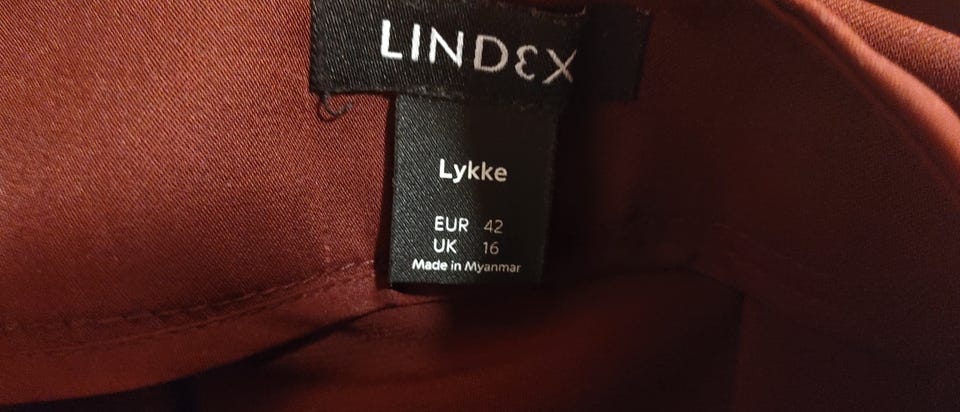 LINDEX
Lykke
EUR 42
UK 16
Made in Myanmar